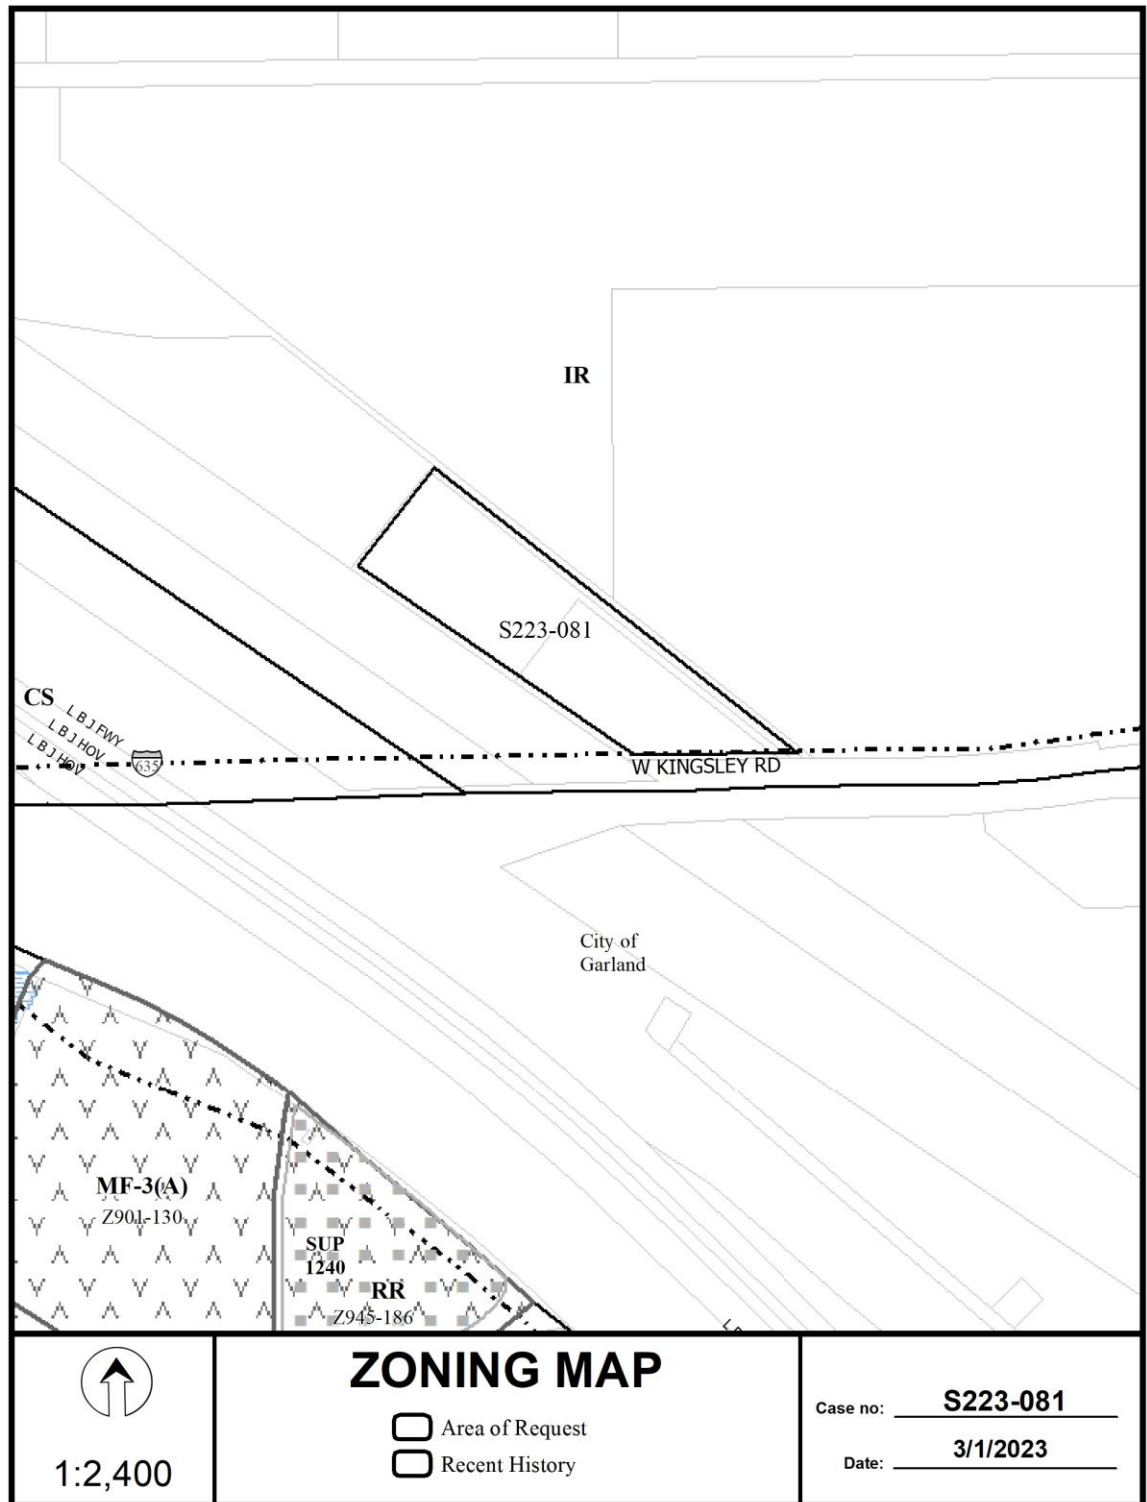 IR
S223-081
CS
L B J FWY
L B J HOV
L B J HOV
635
W KINGSLEY RD
City of
Garland
MF-3(A)
Z901-130
SUP
1240
RR
Z945-186
1:2,400
ZONING MAP
Area of Request
Recent History
Case no: S223-081
Date: 3/1/2023